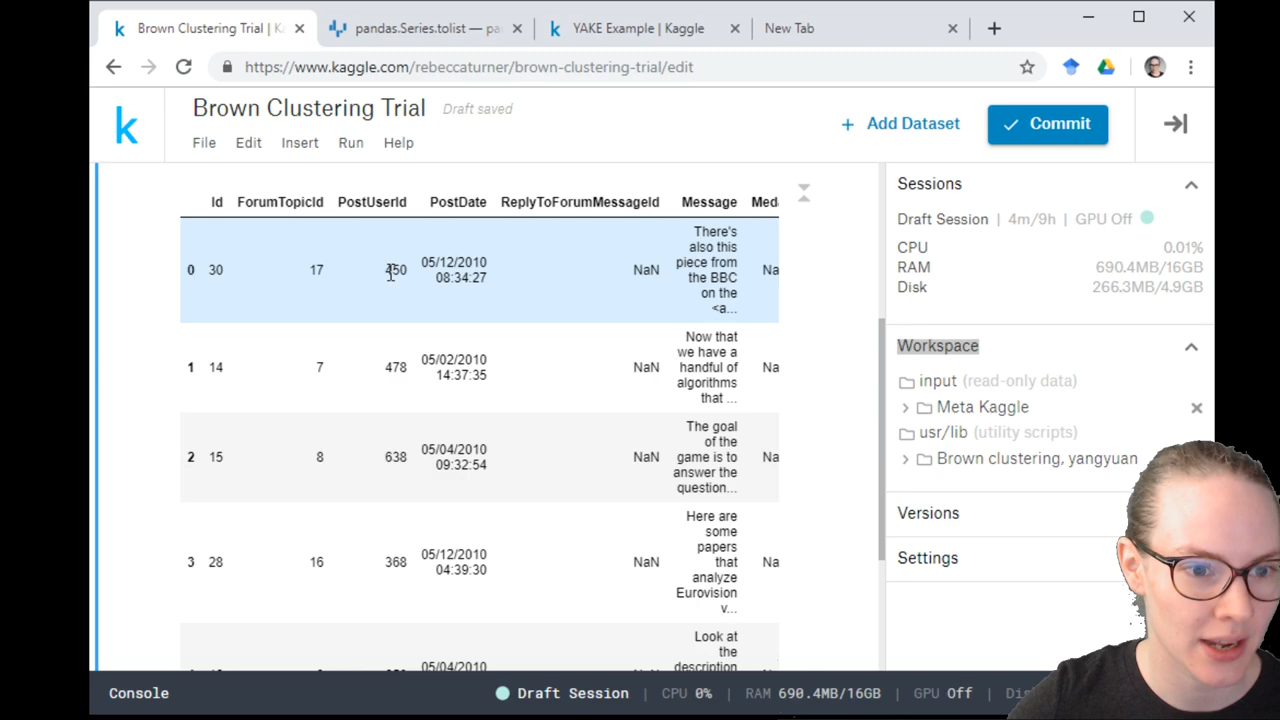 Brown Clustering Trial | K
pandas.Series.tolist — pa
YAKE Example | Kaggle
New Tab
https://www.kaggle.com/rebeccaturner/brown-clustering-trial/edit
k
Brown Clustering Trial Draft saved
+ Add Dataset
Commit
File Edit Insert Run Help
Id ForumTopicId PostUserId PostDate ReplyToForumMessageId Message Meda
0 30 17 450 05/12/2010 08:34:27 NaN There's also this piece from the BBC on the <a... Na
1 14 7 478 05/02/2010 14:37:35 NaN Now that we have a handful of algorithms that ... Na
2 15 8 638 05/04/2010 09:32:54 NaN The goal of the game is to answer the question... Na
3 28 16 368 05/12/2010 04:39:30 NaN Here are some papers that analyze Eurovision v... Na
05/04/2010 Look at the description
Sessions
Draft Session | 4m/9h | GPU Off
CPU 0.01%
RAM 690.4MB/16GB
Disk 266.3MB/4.9GB
Workspace
input (read-only data)
Meta Kaggle
usr/lib (utility scripts)
Brown clustering, yangyuan
Versions
Settings
Console
Draft Session | CPU 0% | RAM 690.4MB/16GB | GPU Off | Dis